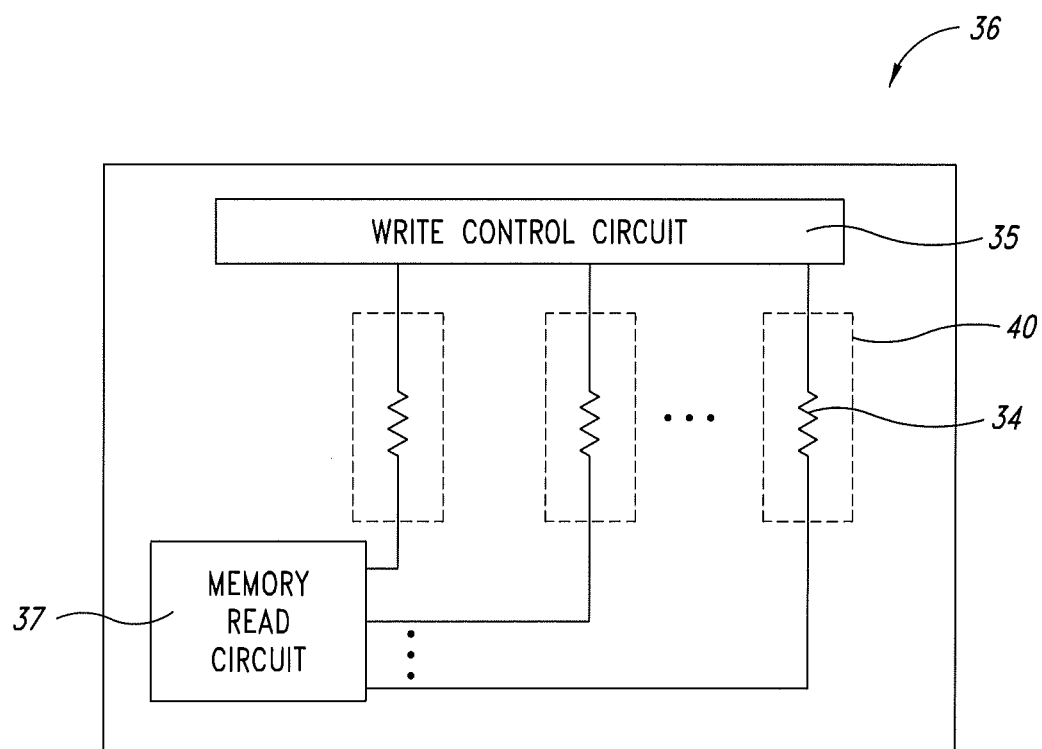 36
WRITE CONTROL CIRCUIT
35
40
34
MEMORY
READ
CIRCUIT
37